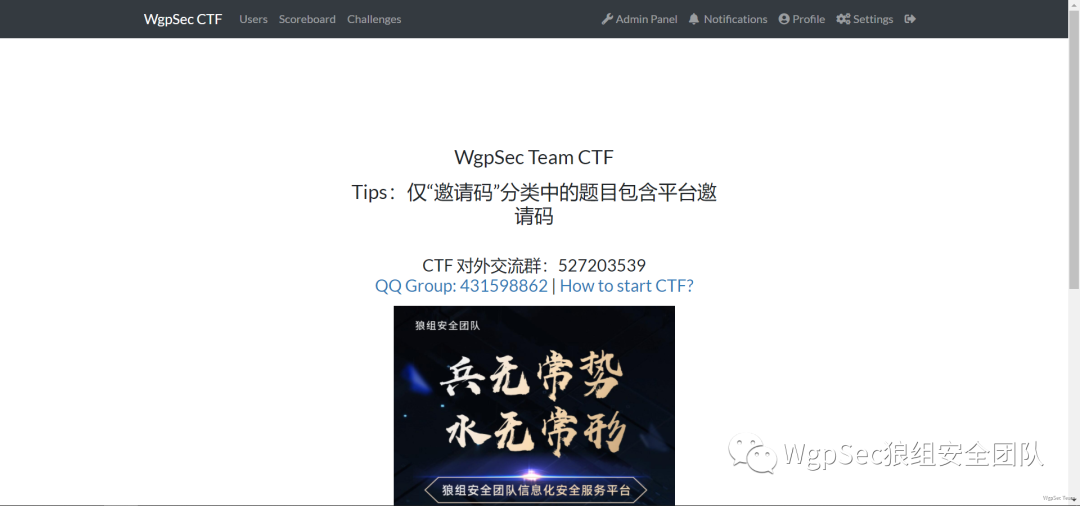 WgpSec CTF Users Scoreboard Challenges Admin Panel Notifications Profile Settings
WgpSec Team CTF
Tips：仅“邀请码”分类中的题目包含平台邀
请码
CTF 对外交流群：527203539
QQ Group: 431598862 | How to start CTF?
狼组安全团队
兵无常势
水无常形
狼组安全团队信息化安全服务平台
WgpSec狼组安全团队
WgpSec Team